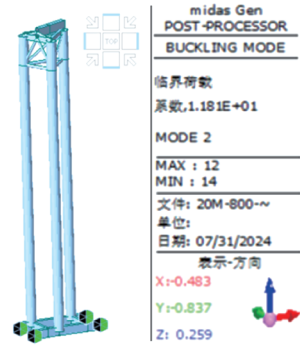 midas Gen
POST-PROCESSOR
BUCKLING MODE
临界荷载
系数,1.181E+01
MODE 2
MAX : 12
MIN : 14
文件: 20M-800-~
单位:
日期: 07/31/2024
表示-方向
X:-0.483
Y:-0.837
Z: 0.259